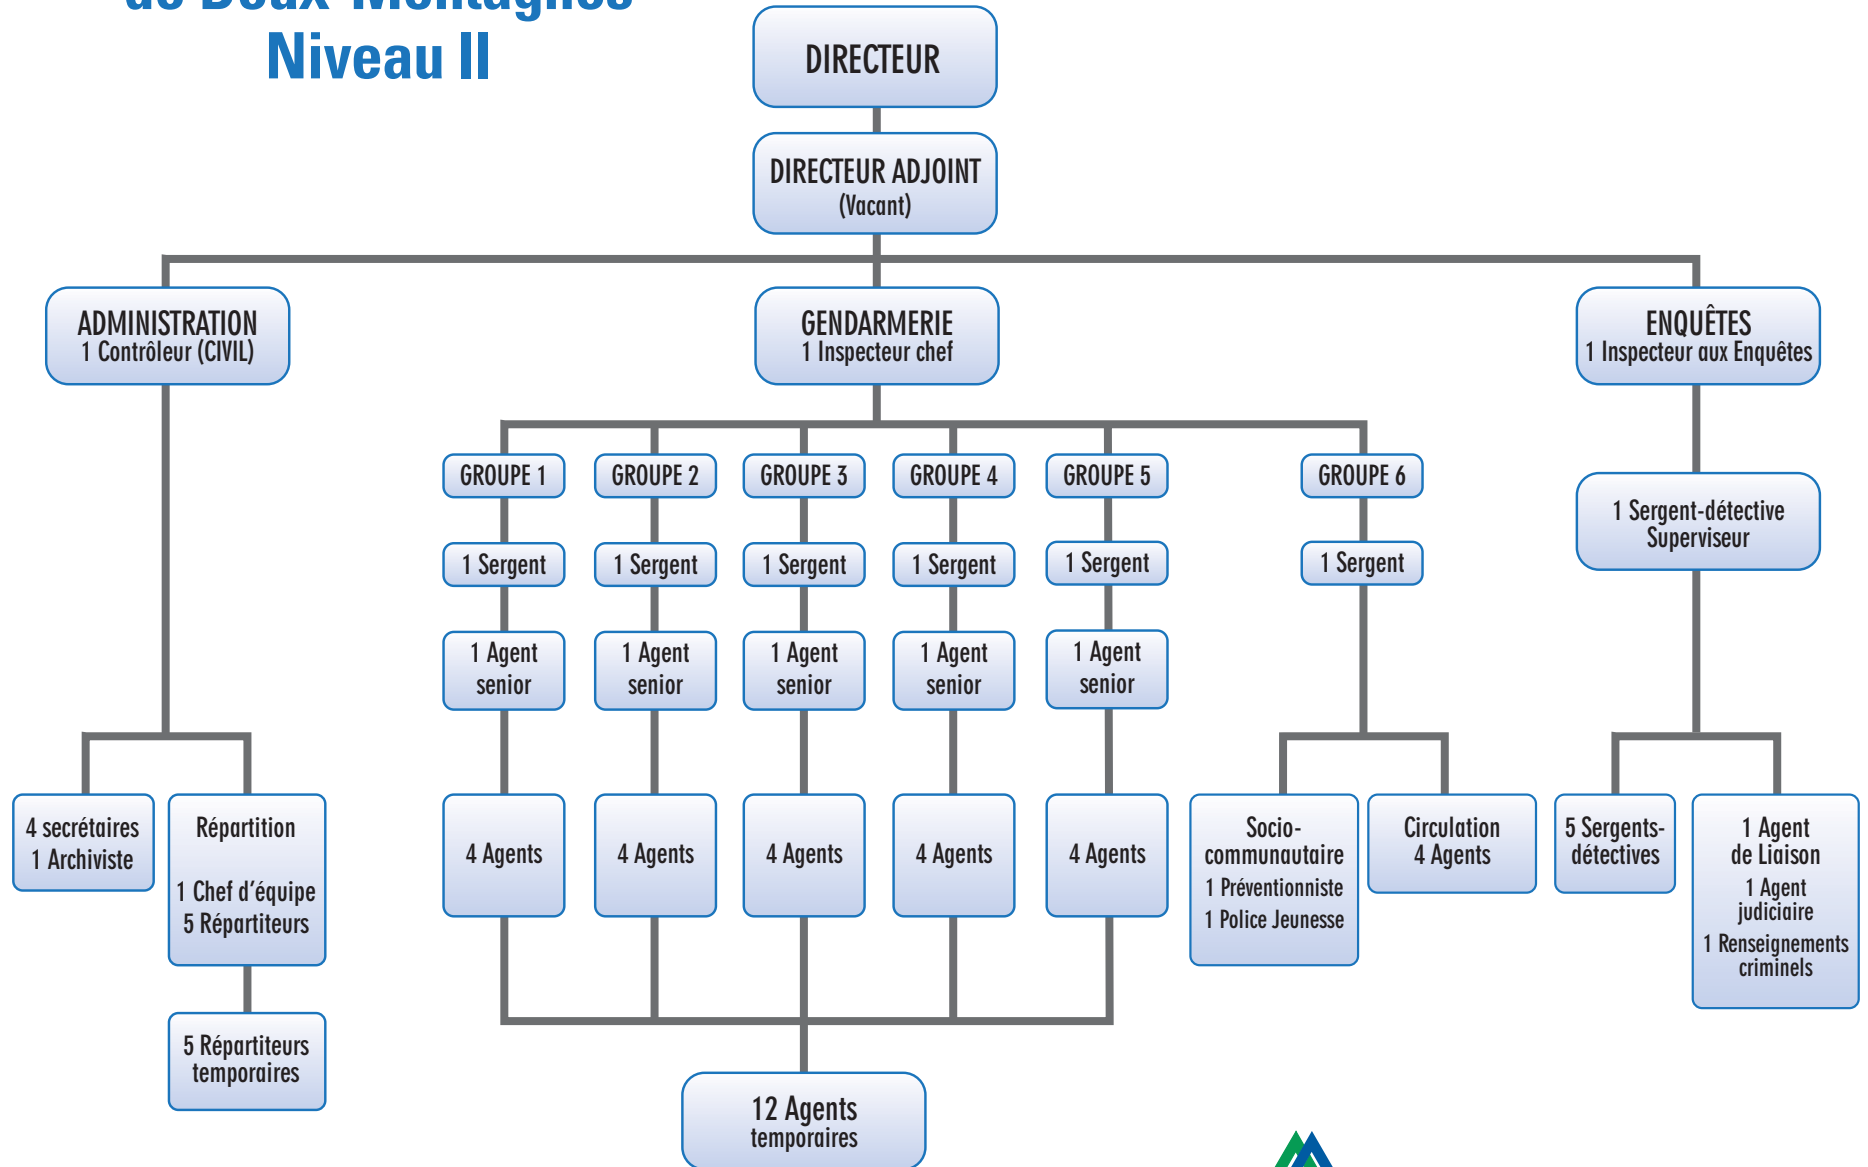 de Deux-Montagnes
Niveau II
DIRECTEUR
DIRECTEUR ADJOINT
(Vacant)
ADMINISTRATION
1 Contrôleur (CIVIL)
GENDARMERIE
1 Inspecteur chef
ENQUÊTES
1 Inspecteur aux Enquêtes
GROUPE 1
GROUPE 2
GROUPE 3
GROUPE 4
GROUPE 5
GROUPE 6
1 Sergent-détective
Superviseur
1 Sergent
1 Sergent
1 Sergent
1 Sergent
1 Sergent
1 Sergent
1 Agent
senior
1 Agent
senior
1 Agent
senior
1 Agent
senior
1 Agent
senior
4 secrétaires
1 Archiviste
Répartition
1 Chef d'équipe
5 Répartiteurs
4 Agents
4 Agents
4 Agents
4 Agents
4 Agents
Socio-
communautaire
1 Préventionniste
1 Police Jeunesse
Circulation
4 Agents
5 Sergents-
détectives
1 Agent
de Liaison
1 Agent
judiciaire
1 Renseignements
criminels
5 Répartiteurs
temporaires
12 Agents
temporaires